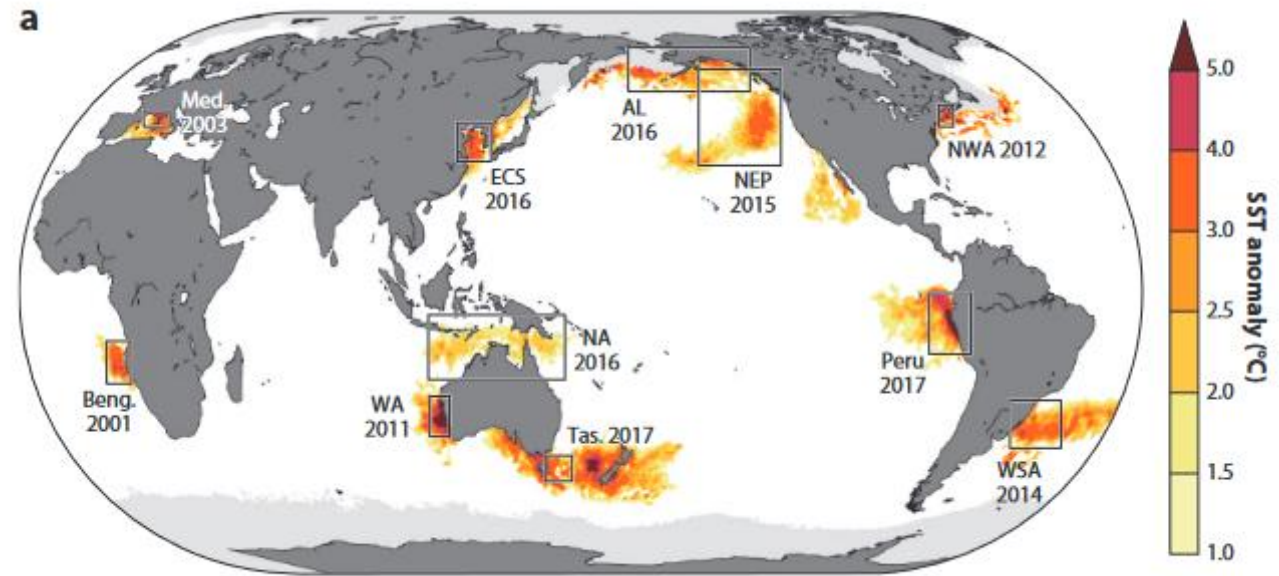 a
Med.
2003
AL
2016
NWA 2012
ECS
2016
NEP
2015
NA
2016
Peru
2017
Beng.
2001
WA
2011
Tas. 2017
WSA
2014
5.0
4.0
3.0
2.5
2.0
1.5
1.0
SST anomaly (°C)